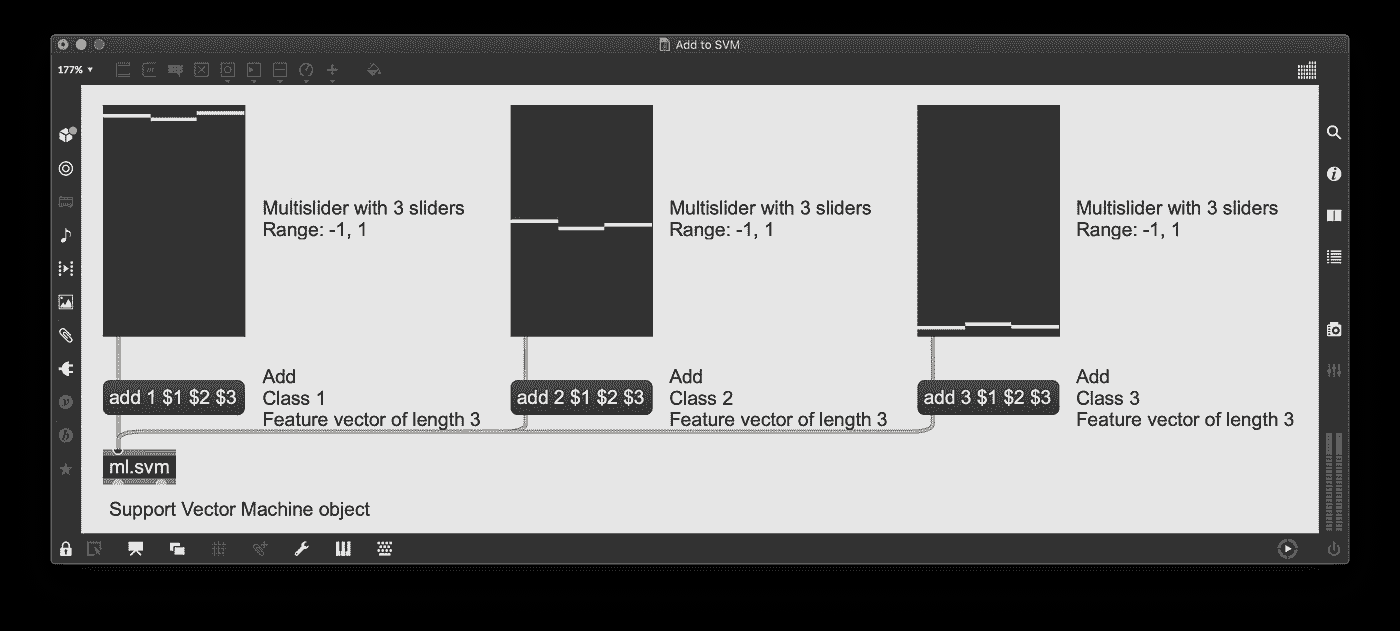 Add to SVM
177%
Multislider with 3 sliders
Range: -1, 1
Multislider with 3 sliders
Range: -1, 1
Multislider with 3 sliders
Range: -1, 1
add 1 $1 $2 $3
Add
Class 1
Feature vector of length 3
add 2 $1 $2 $3
Add
Class 2
Feature vector of length 3
add 3 $1 $2 $3
Add
Class 3
Feature vector of length 3
ml.svm
Support Vector Machine object